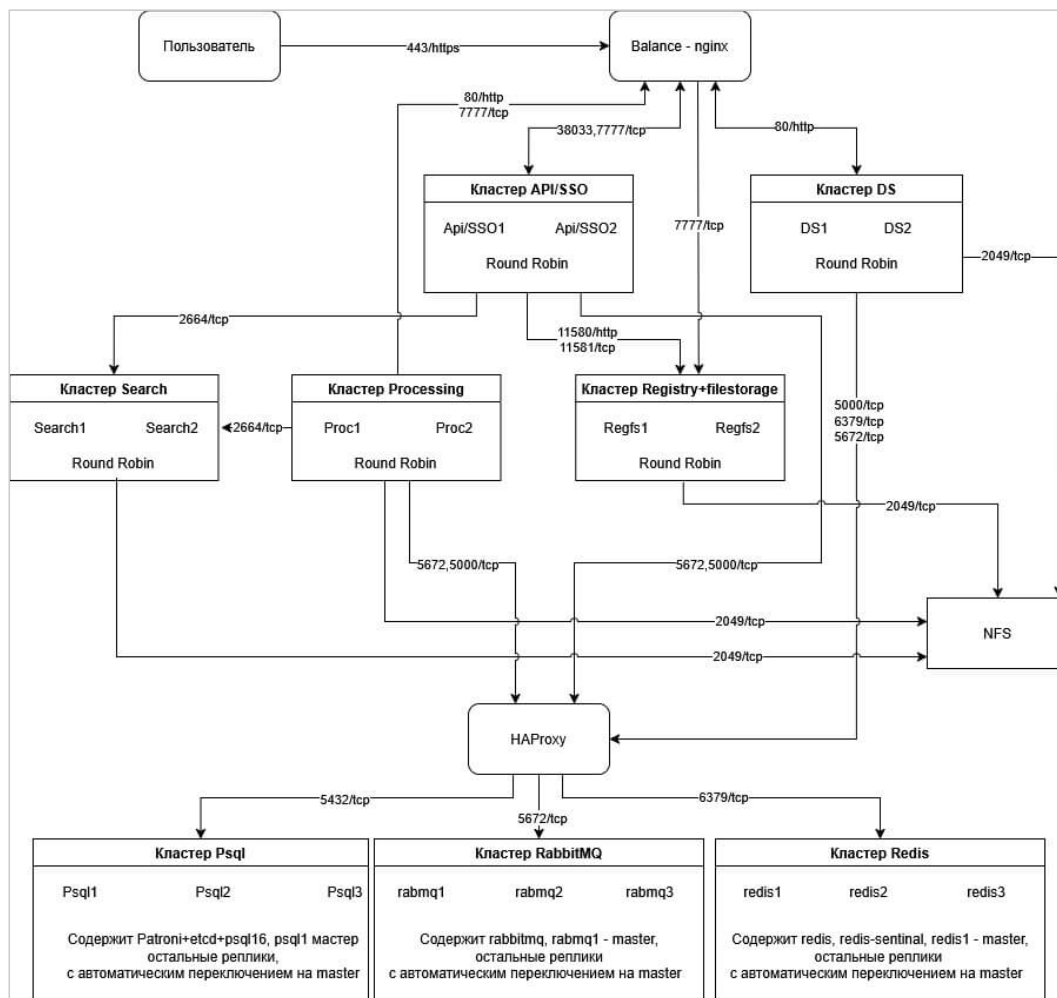 Пользователь
443/https
Balance - nginx
80/http
7777/tcp
38033,7777/tcp
80/http
Кластер API/SSO
Api/SSO1
Api/SSO2
Round Robin
7777/tcp
Кластер DS
DS1
DS2
Round Robin
2049/tcp
2664/tcp
11580/http
11581/tcp
Кластер Search
Search1
Search2
Round Robin
2664/tcp
Кластер Processing
Proc1
Proc2
Round Robin
Кластер Registry+filestorage
Regfs1
Regfs2
Round Robin
5000/tcp
6379/tcp
5672/tcp
2049/tcp
5672,5000/tcp
5672,5000/tcp
2049/tcp
2049/tcp
NFS
HAProxy
5432/tcp
5672/tcp
6379/tcp
Кластер Psql
Psql1
Psql2
Psql3
Содержит Patroni+etcd+psql16, psql1 мастер
остальные реплики,
с автоматическим переключением на master
Кластер RabbitMQ
rabmq1
rabmq2
rabmq3
Содержит rabbitmq, rabmq1 - master,
остальные реплики
с автоматическим переключением на master
Кластер Redis
redis1
redis2
redis3
Содержит redis, redis-sentinal, redis1 - master,
остальные реплики
с автоматическим переключением на master